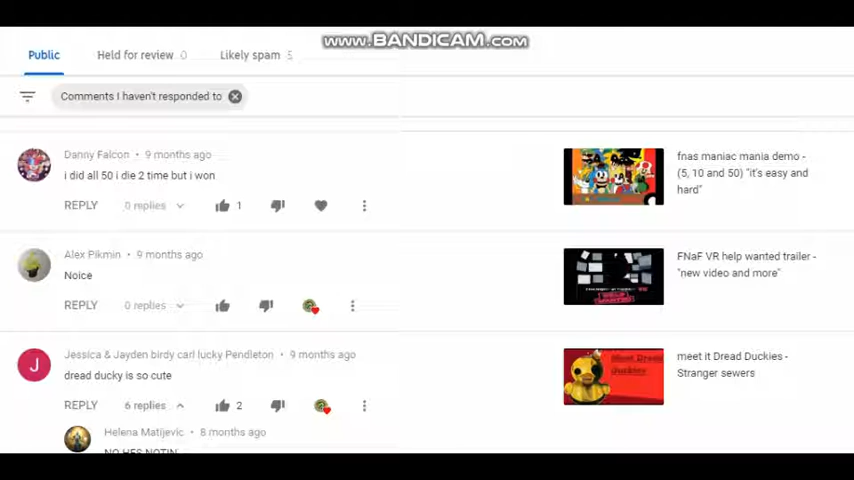 www.BANDICAM.com
Public Held for review 0 Likely spam 5
Comments I haven't responded to
Danny Falcon • 9 months ago
i did all 50 i die 2 time but i won
REPLY 0 replies 1
fnas maniac mania demo -
(5, 10 and 50) "it's easy and
hard"
Alex Pikmin • 9 months ago
Noice
REPLY 0 replies
FNaF VR help wanted trailer -
"new video and more"
Jessica & Jayden birdy carl lucky Pendleton • 9 months ago
dread ducky is so cute
REPLY 6 replies 2
J
Meet Dread
Duckies
meet it Dread Duckies -
Stranger sewers
Helena Matijevic • 8 months ago